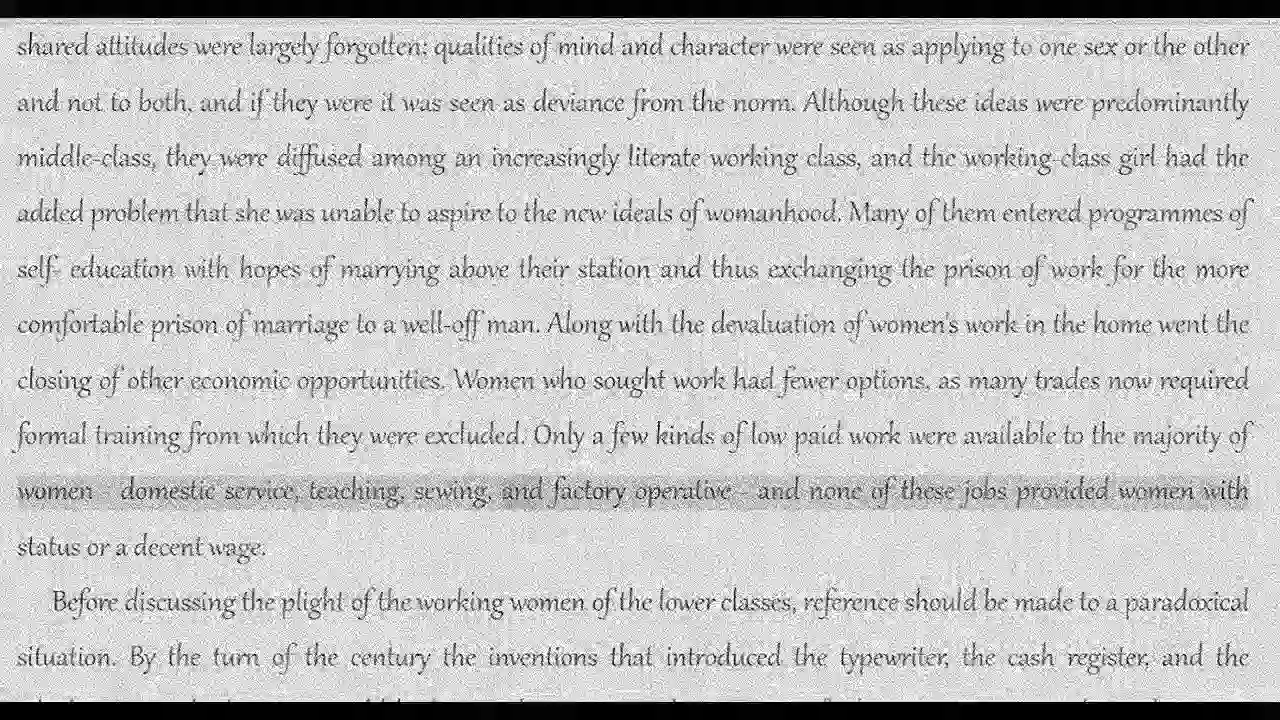 shared attitudes were largely forgotten; qualities of mind and character were seen as applying to one sex or the other
and not to both, and if they were it was seen as deviance from the norm. Although these ideas were predominantly
middle-class, they were diffused among an increasingly literate working class, and the working-class girl had the
added problem that she was unable to aspire to the new ideals of womanhood. Many of them entered programmes of
self- education with hopes of marrying above their station and thus exchanging the prison of work for the more
comfortable prison of marriage to a well-off man. Along with the devaluation of women's work in the home went the
closing of other economic opportunities. Women who sought work had fewer options, as many trades now required
formal training from which they were excluded. Only a few kinds of low paid work were available to the majority of
women - domestic service, teaching, sewing, and factory operative - and none of these jobs provided women with
status or a decent wage.
Before discussing the plight of the working women of the lower classes, reference should be made to a paradoxical
situation. By the turn of the century the inventions that introduced the typewriter, the cash register, and the